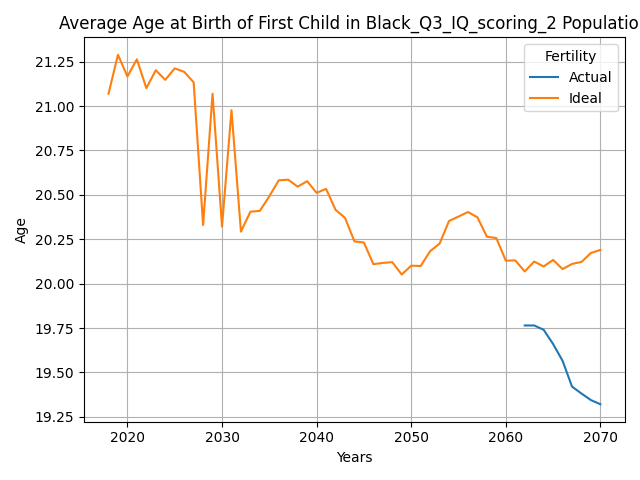 Average Age at Birth of First Child in Black_Q3_IQ_scoring_2 Populatio
Fertility
Actual
Ideal
21.25
21.00
20.75
20.50
20.25
20.00
19.75
19.50
19.25
Age
2020 2030 2040 2050 2060 2070
Years